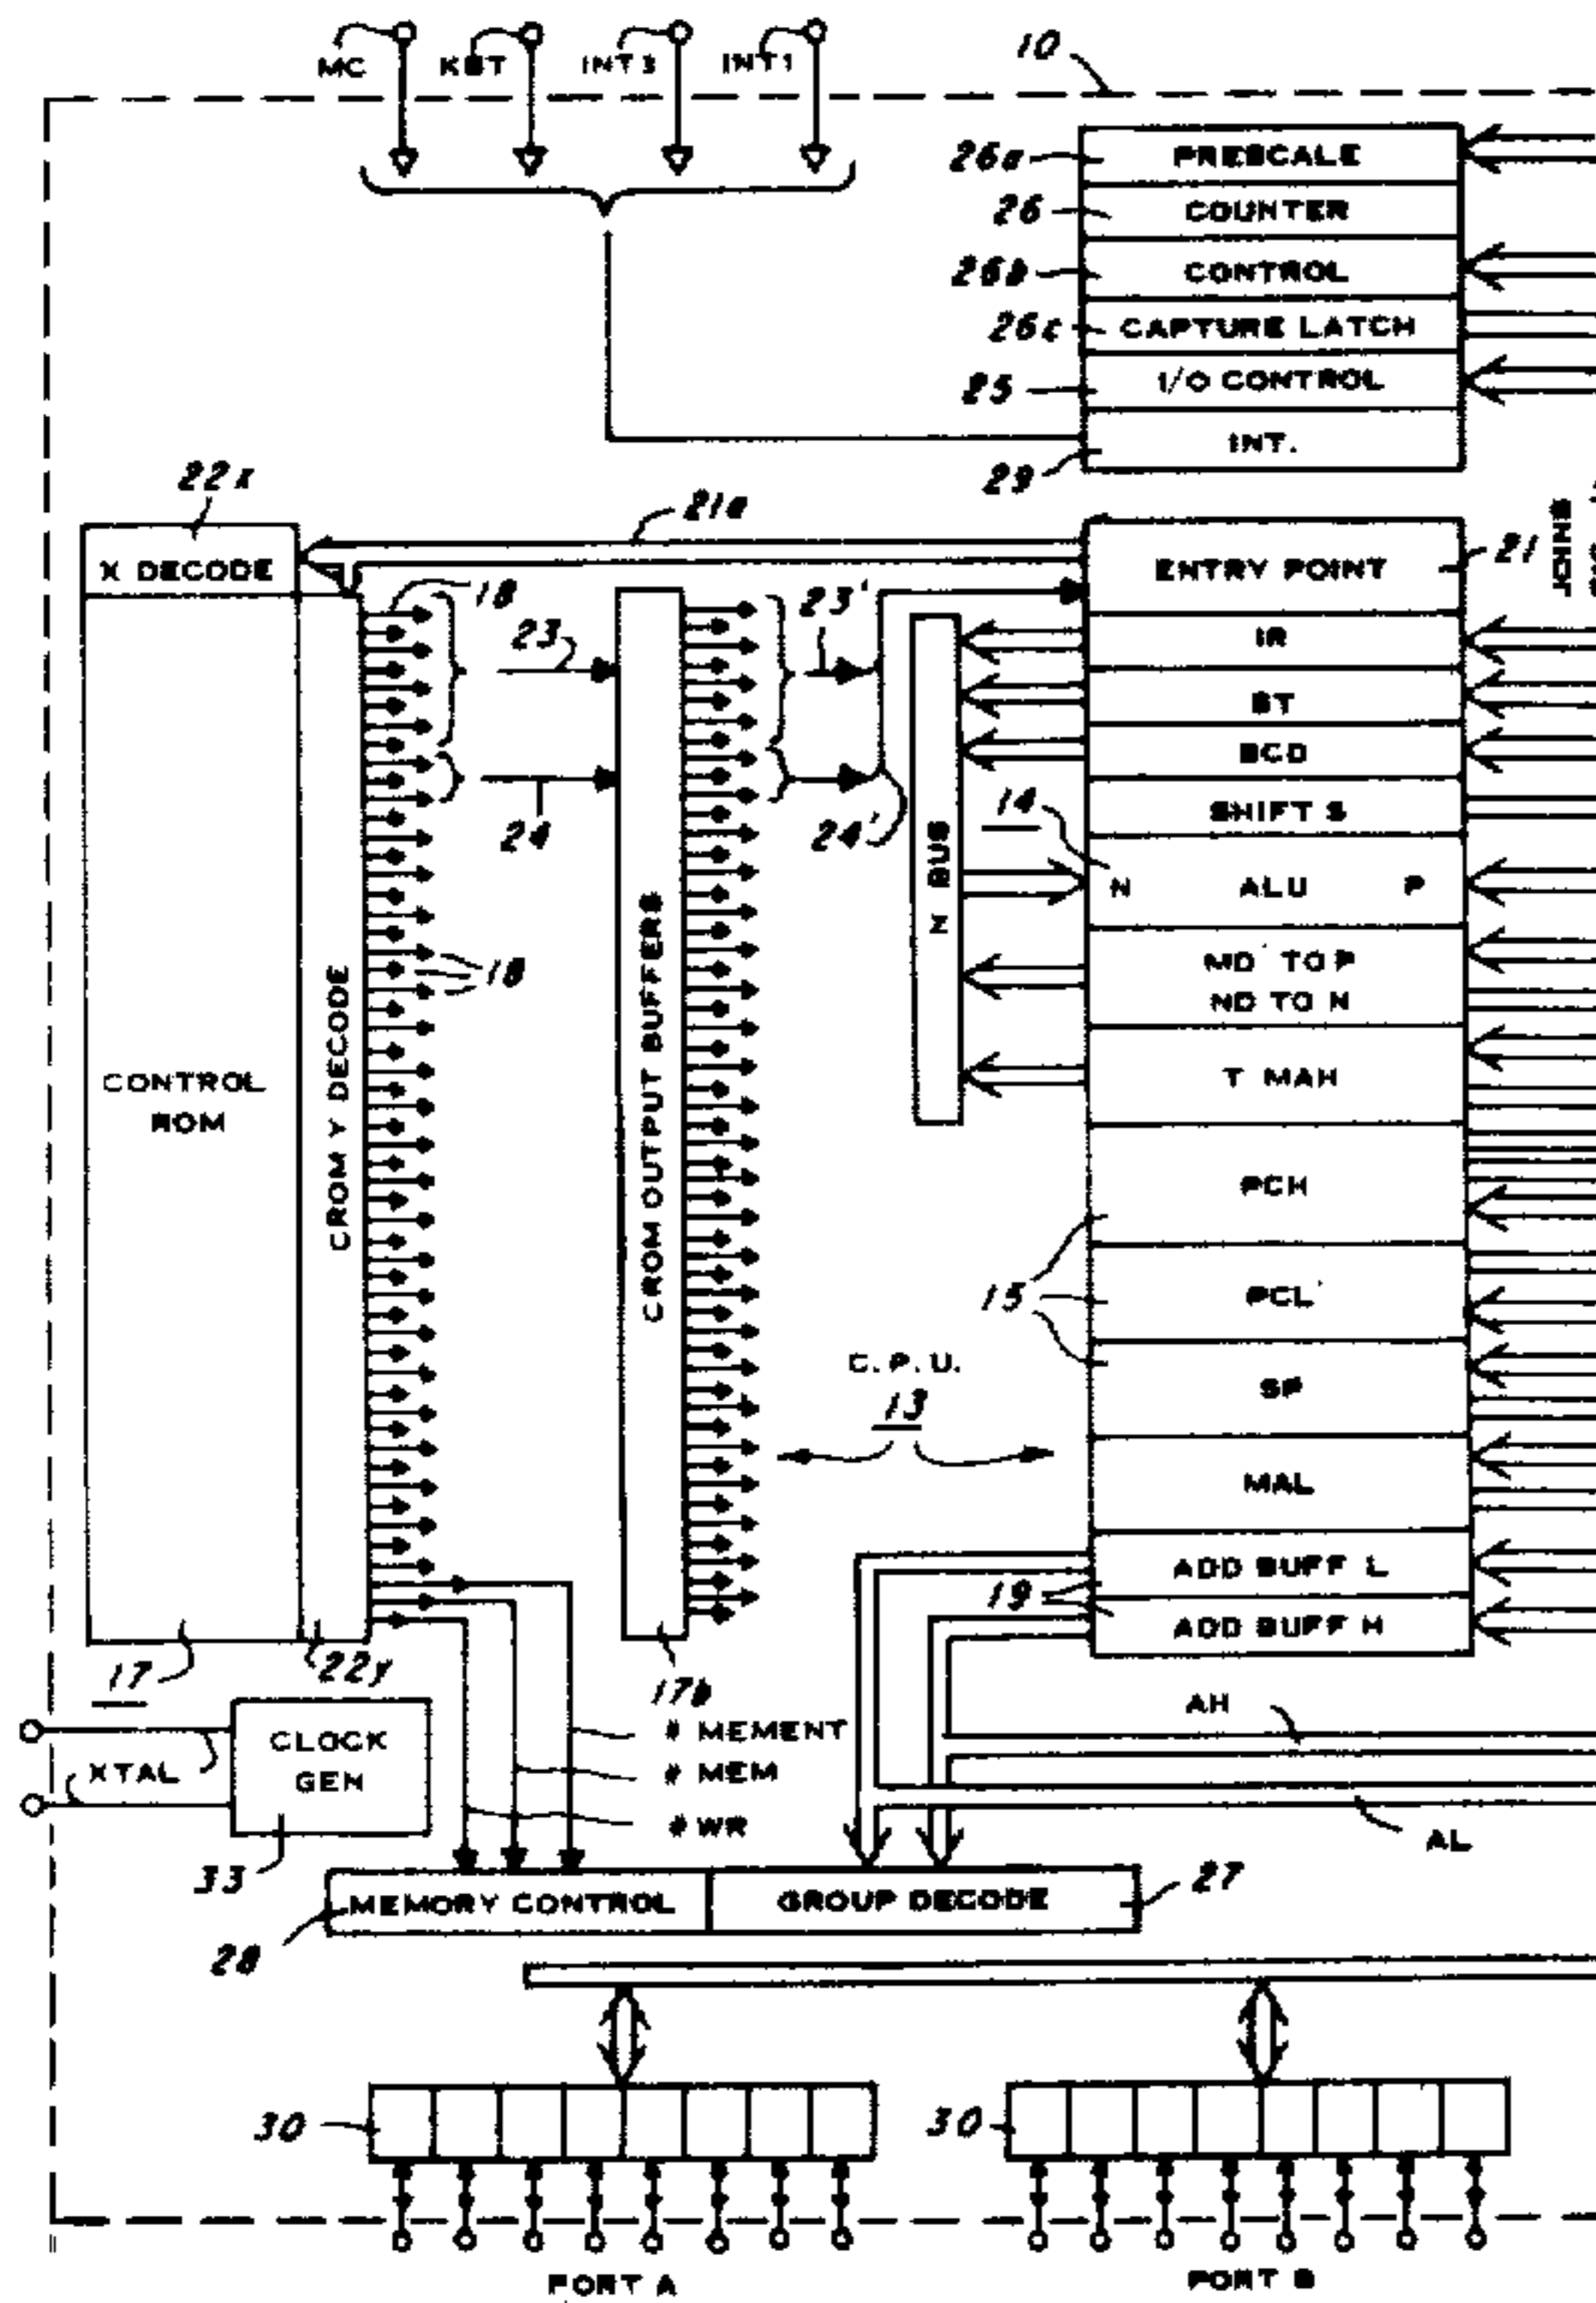 MC
INT3
INT1
10
26a
PRESCALE
26
COUNTER
26b
CONTROL
26c
CAPTURE LATCH
25
I/O CONTROL
INT.
29
22x
X DECODE
21a
ENTRY POINT
21
18
23
23'
IR
ST
BCD
24
24'
14
SHIFT S
N BUS
N
ALU
P
18
MD TO P
ND TO N
CONTROL
ROM
CROM Y DECODE
CROM OUTPUT BUFFERS
T MAH
PCH
15
PCL
C.P.U.
13
SP
MAL
ADD BUFF L
19
ADD BUFF H
17
22y
17b
AH
CLOCK
GEN
XTAL
# MEMENT
# MEM
# WR
AL
33
MEMORY CONTROL
GROUP DECODE
27
28
30
30
PORT A
PORT B